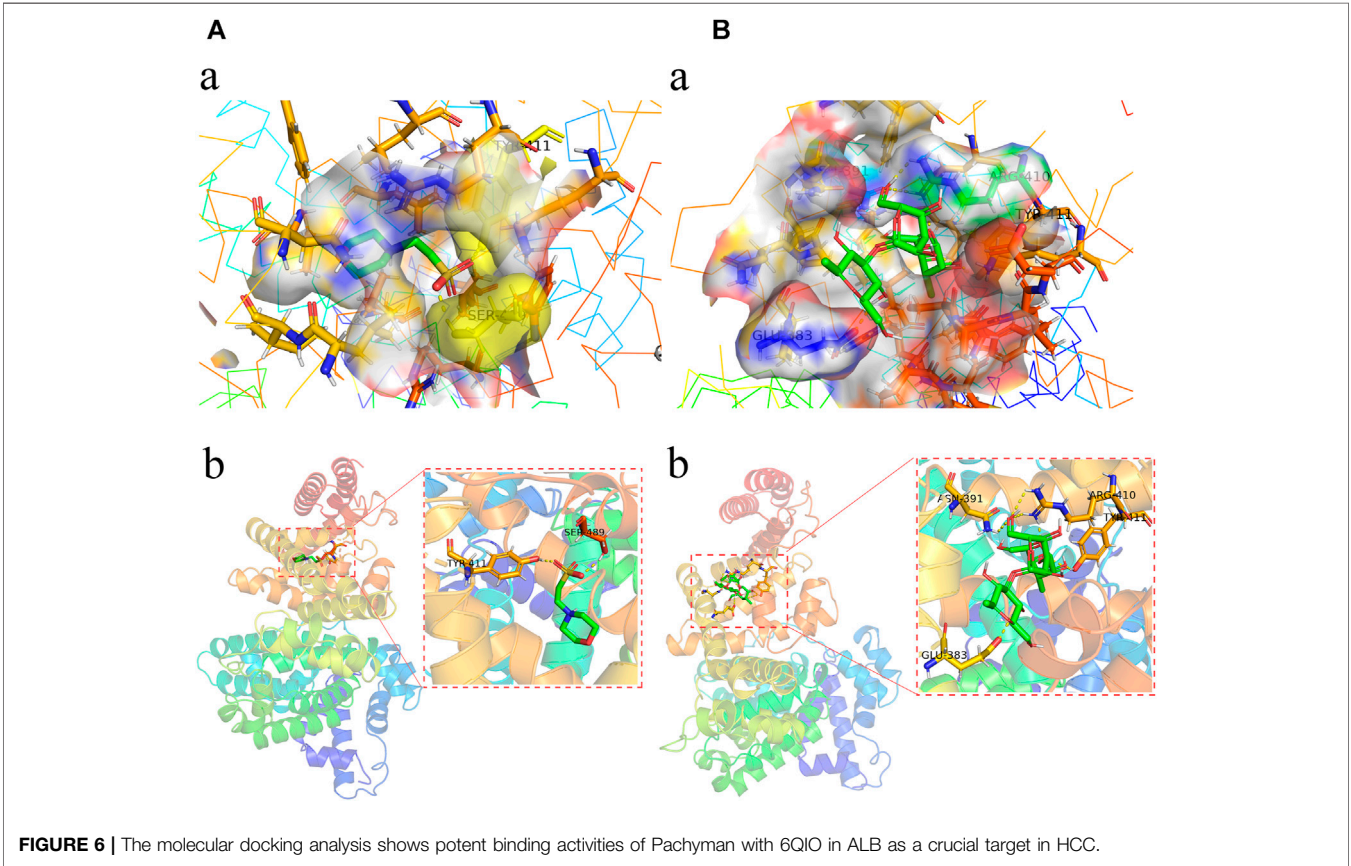 A
B
a
a
TYR-411
ARG-410
TYR-411
GLU-383
b
b
ASN-391
ARG-410
TYR-411
SER-489
TYR-411
GLU-383
FIGURE 6 | The molecular docking analysis shows potent binding activities of Pachyman with 6QIO in ALB as a crucial target in HCC.